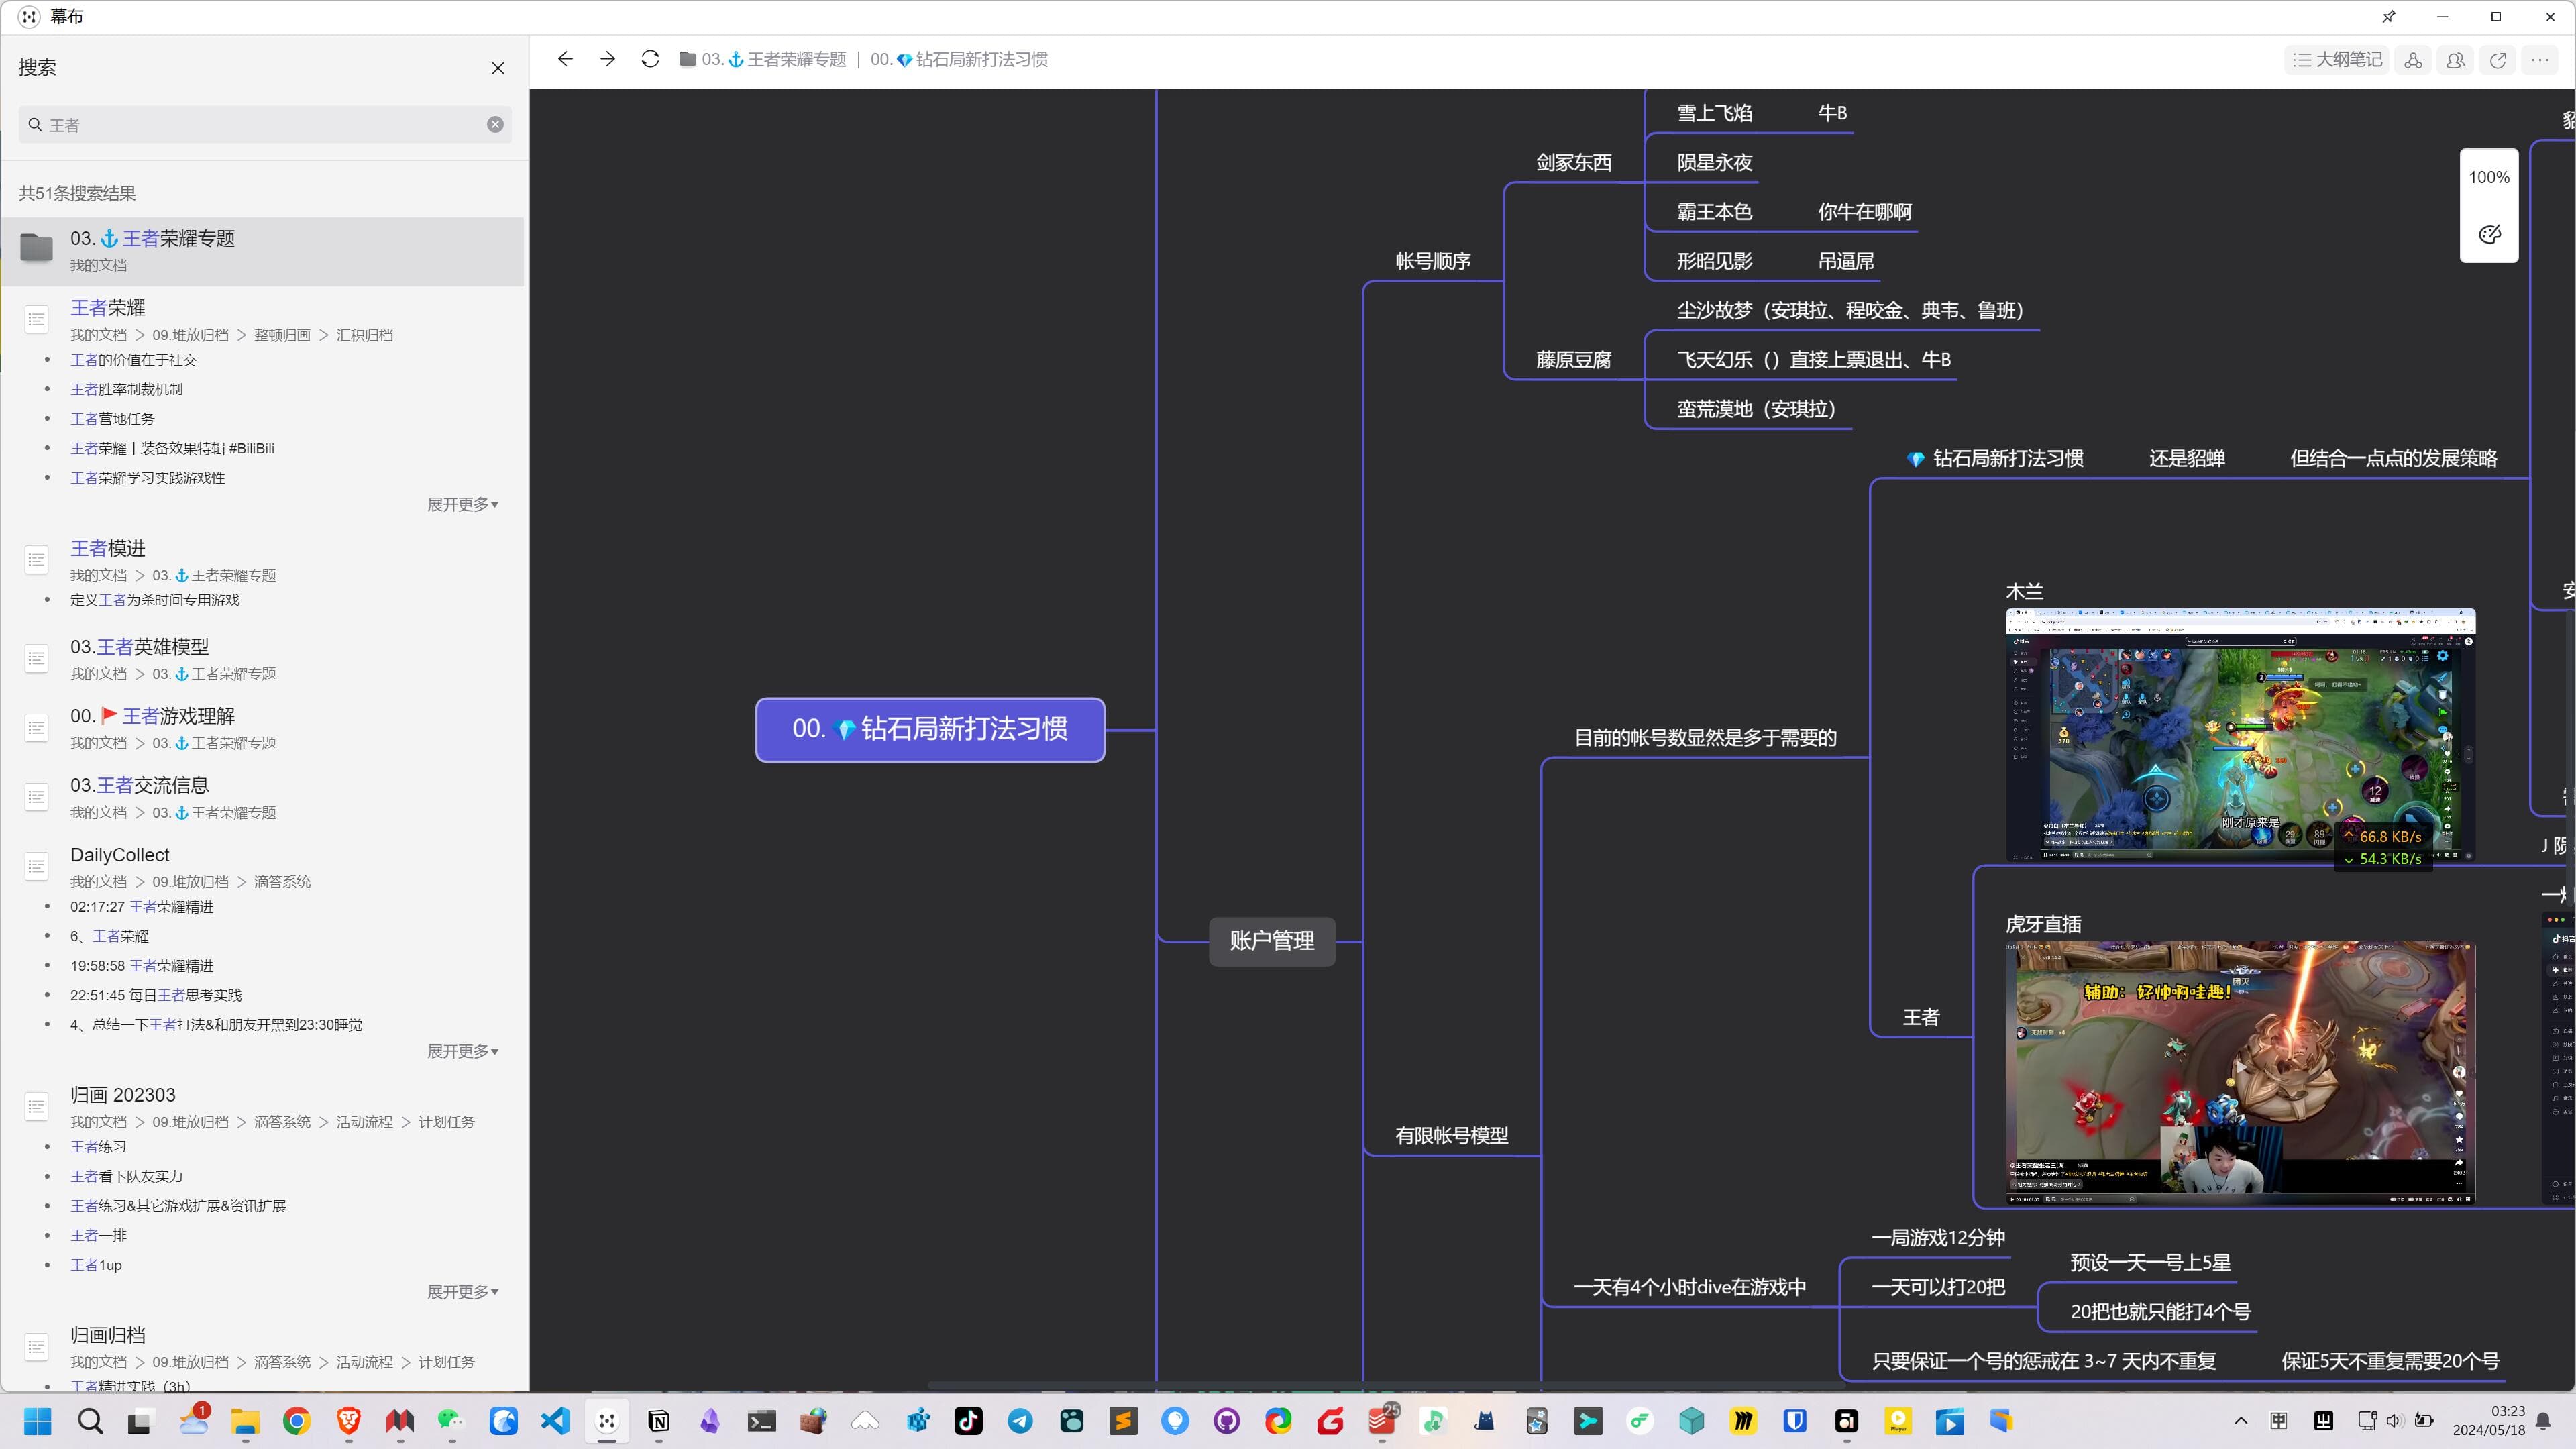 幕布
搜索
王者
共51条搜索结果
03.⚓王者荣耀专题
我的文档
王者荣耀
我的文档 > 09.堆放归档 > 整顿归画 > 汇积归档
王者的价值在于社交
王者胜率制裁机制
王者营地任务
王者荣耀丨装备效果特辑 #BiliBili
王者荣耀学习实践游戏性
展开更多▾
王者模进
我的文档 > 03.⚓王者荣耀专题
定义王者为杀时间专用游戏
03.王者英雄模型
我的文档 > 03.⚓王者荣耀专题
00.🚩王者游戏理解
我的文档 > 03.⚓王者荣耀专题
03.王者交流信息
我的文档 > 03.⚓王者荣耀专题
DailyCollect
我的文档 > 09.堆放归档 > 滴答系统
02:17:27 王者荣耀精进
6、王者荣耀
19:58:58 王者荣耀精进
22:51:45 每日王者思考实践
4、总结一下王者打法&和朋友开黑到23:30睡觉
展开更多▾
归画 202303
我的文档 > 09.堆放归档 > 滴答系统 > 活动流程 > 计划任务
王者练习
王者看下队友实力
王者练习&其它游戏扩展&资讯扩展
王者一排
王者1up
展开更多▾
归画归档
我的文档 > 09.堆放归档 > 滴答系统 > 活动流程 > 计划任务
王者精进实践（3h）
03.⚓王者荣耀专题 | 00.💎钻石局新打法习惯
大纲笔记
100%
00.💎钻石局新打法习惯
账户管理
帐号顺序
剑冢东西
雪上飞焰 牛B
陨星永夜
霸王本色 你牛在哪啊
形昭见影 吊逼屌
藤原豆腐
尘沙故梦（安琪拉、程咬金、典韦、鲁班）
飞天幻乐（）直接上票退出、牛B
蛮荒漠地（安琪拉）
有限帐号模型
目前的帐号数显然是多于需要的
💎 钻石局新打法习惯 还是貂蝉 但结合一点点的发展策略
王者
木兰
刚才原来是
↑ 66.8 KB/s
↓ 54.3 KB/s
虎牙直插
团灭
辅助：好帅啊哇趣！
一天有4个小时dive在游戏中
一局游戏12分钟
一天可以打20把
预设一天一号上5星
20把也就只能打4个号
只要保证一个号的惩戒在 3~7 天内不重复 保证5天不重复需要20个号
1
25
03:23
2024/05/18